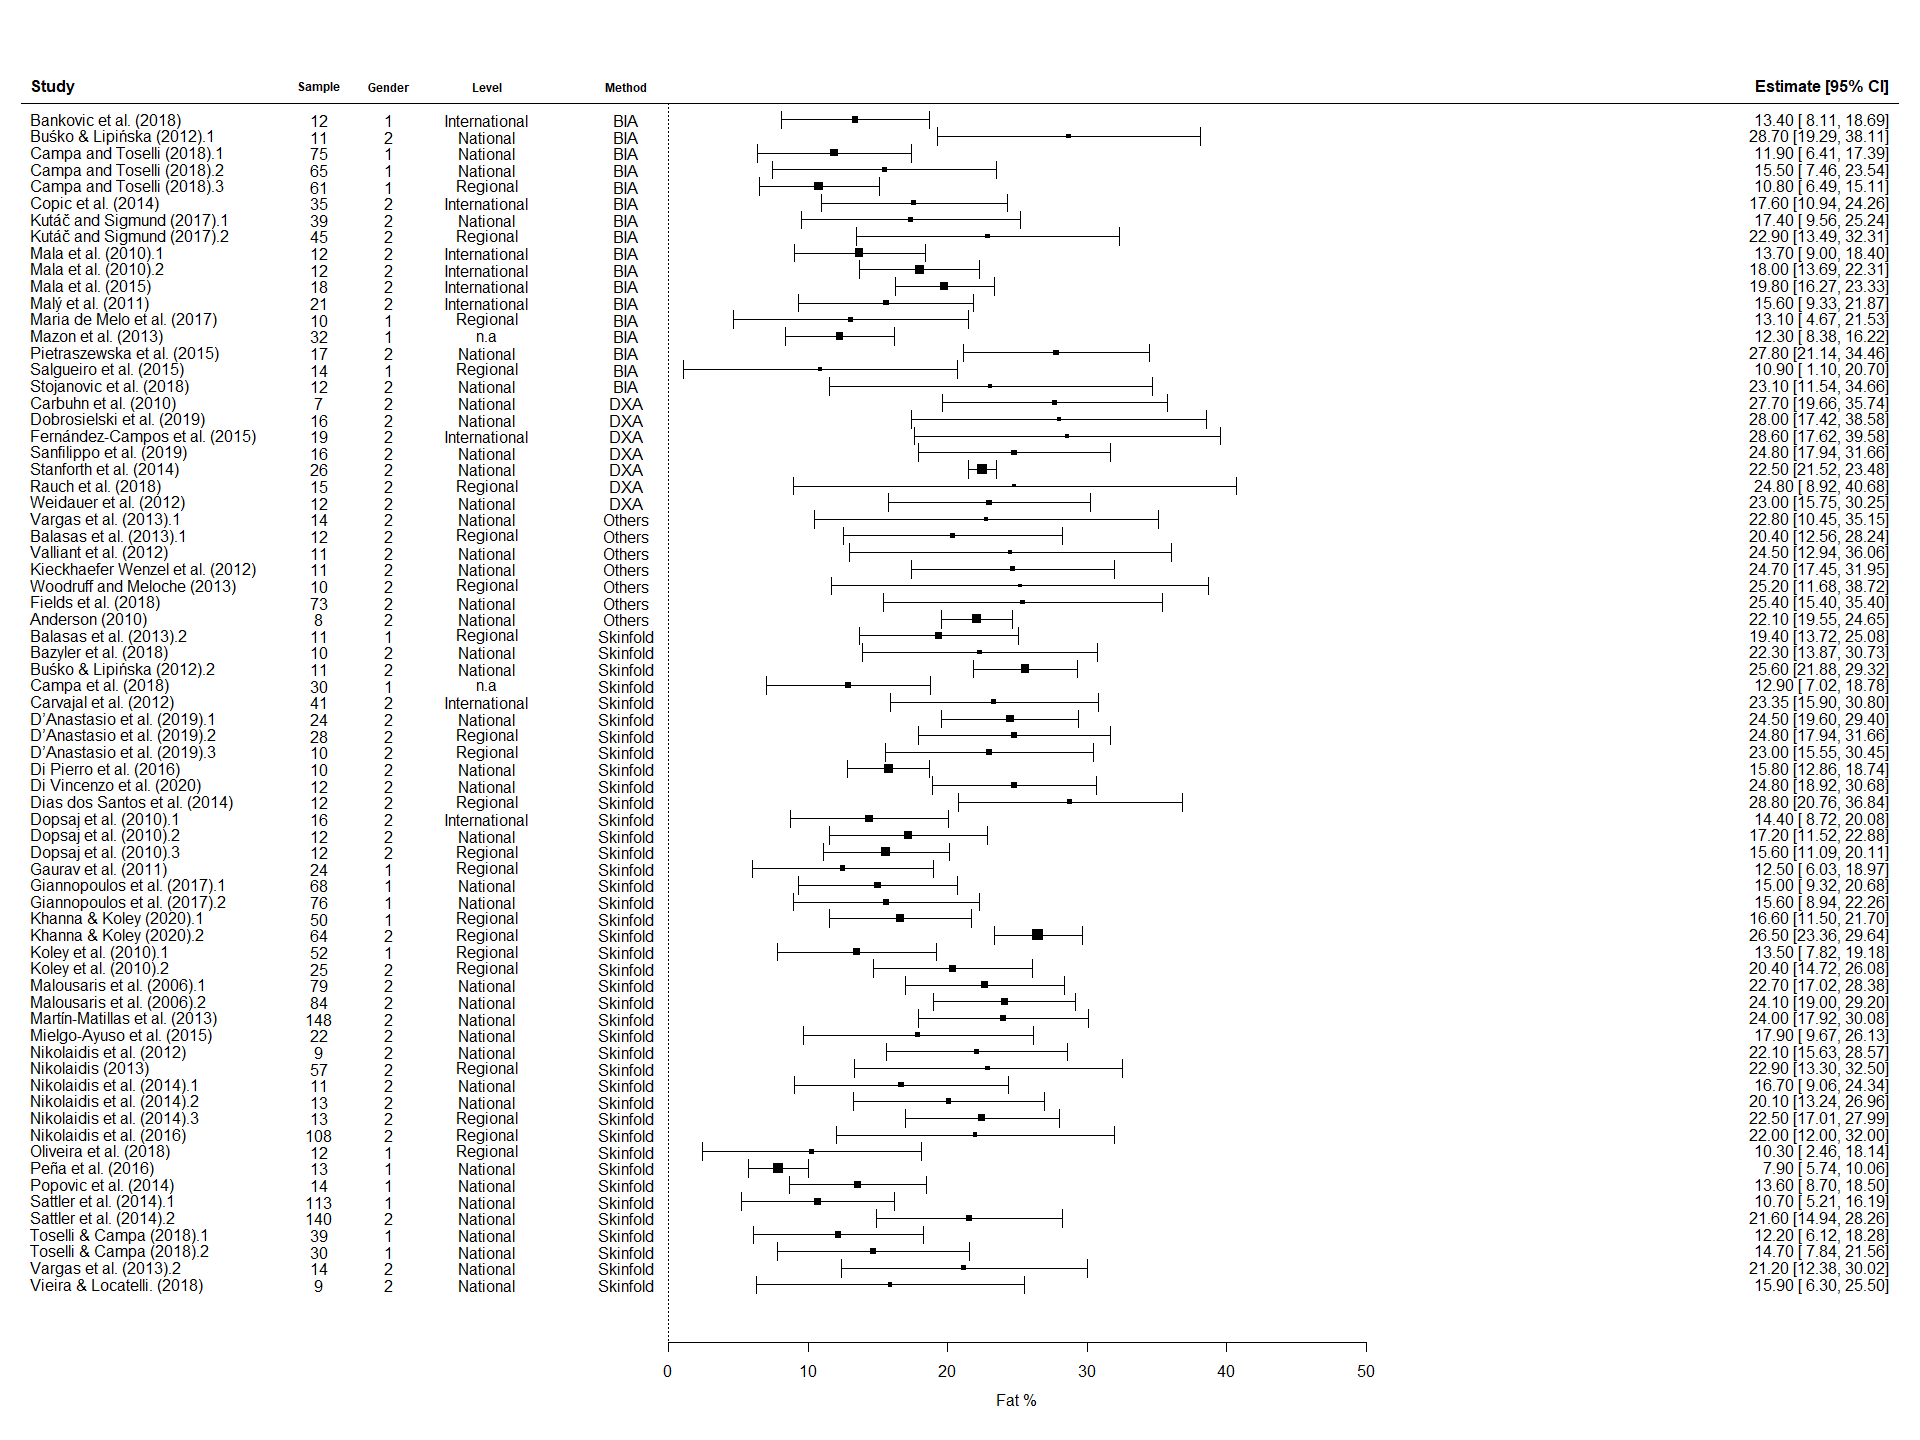 Study Sample Gender Level Method Estimate [95% CI]
Bankovic et al. (2018) 12 1 International BIA 13.40 [ 8.11, 18.69]
Buśko & Lipińska (2012).1 11 2 National BIA 28.70 [19.29, 38.11]
Campa and Toselli (2018).1 75 1 National BIA 11.90 [ 6.41, 17.39]
Campa and Toselli (2018).2 65 1 National BIA 15.50 [ 7.46, 23.54]
Campa and Toselli (2018).3 61 1 Regional BIA 10.80 [ 6.49, 15.11]
Copic et al. (2014) 35 2 International BIA 17.60 [10.94, 24.26]
Kutáč and Sigmund (2017).1 39 2 National BIA 17.40 [ 9.56, 25.24]
Kutáč and Sigmund (2017).2 45 2 Regional BIA 22.90 [13.49, 32.31]
Mala et al. (2010).1 12 2 International BIA 13.70 [ 9.00, 18.40]
Mala et al. (2010).2 12 2 International BIA 18.00 [13.69, 22.31]
Mala et al. (2015) 18 2 International BIA 19.80 [16.27, 23.33]
Malý et al. (2011) 21 2 International BIA 15.60 [ 9.33, 21.87]
Maria de Melo et al. (2017) 10 1 Regional BIA 13.10 [ 4.67, 21.53]
Mazon et al. (2013) 32 1 n.a BIA 12.30 [ 8.38, 16.22]
Pietraszewska et al. (2015) 17 2 National BIA 27.80 [21.14, 34.46]
Salgueiro et al. (2015) 14 1 Regional BIA 10.90 [ 1.10, 20.70]
Stojanovic et al. (2018) 12 2 National BIA 23.10 [11.54, 34.66]
Carbuhn et al. (2010) 7 2 National DXA 27.70 [19.66, 35.74]
Dobrosielski et al. (2019) 16 2 National DXA 28.00 [17.42, 38.58]
Fernández-Campos et al. (2015) 19 2 International DXA 28.60 [17.62, 39.58]
Sanfilippo et al. (2019) 16 2 National DXA 24.80 [17.94, 31.66]
Stanforth et al. (2014) 26 2 National DXA 22.50 [21.52, 23.48]
Rauch et al. (2018) 15 2 Regional DXA 24.80 [ 8.92, 40.68]
Weidauer et al. (2012) 12 2 National DXA 23.00 [15.75, 30.25]
Vargas et al. (2013).1 14 2 National Others 22.80 [10.45, 35.15]
Balasas et al. (2013).1 12 2 Regional Others 20.40 [12.56, 28.24]
Valliant et al. (2012) 11 2 National Others 24.50 [12.94, 36.06]
Kieckhaefer Wenzel et al. (2012) 11 2 National Others 24.70 [17.45, 31.95]
Woodruff and Meloche (2013) 10 2 Regional Others 25.20 [11.68, 38.72]
Fields et al. (2018) 73 2 National Others 25.40 [15.40, 35.40]
Anderson (2010) 8 2 National Others 22.10 [19.55, 24.65]
Balasas et al. (2013).2 11 1 Regional Skinfold 19.40 [13.72, 25.08]
Bazyler et al. (2018) 10 2 National Skinfold 22.30 [13.87, 30.73]
Buśko & Lipińska (2012).2 11 2 National Skinfold 25.60 [21.88, 29.32]
Campa et al. (2018) 30 1 n.a Skinfold 12.90 [ 7.02, 18.78]
Carvajal et al. (2012) 41 2 International Skinfold 23.35 [15.90, 30.80]
D'Anastasio et al. (2019).1 24 2 National Skinfold 24.50 [19.60, 29.40]
D'Anastasio et al. (2019).2 28 2 Regional Skinfold 24.80 [17.94, 31.66]
D'Anastasio et al. (2019).3 10 2 Regional Skinfold 23.00 [15.55, 30.45]
Di Pierro et al. (2016) 10 2 National Skinfold 15.80 [12.86, 18.74]
Di Vincenzo et al. (2020) 12 2 National Skinfold 24.80 [18.92, 30.68]
Dias dos Santos et al. (2014) 12 2 Regional Skinfold 28.80 [20.76, 36.84]
Dopsaj et al. (2010).1 16 2 International Skinfold 14.40 [ 8.72, 20.08]
Dopsaj et al. (2010).2 12 2 National Skinfold 17.20 [11.52, 22.88]
Dopsaj et al. (2010).3 12 2 Regional Skinfold 15.60 [11.09, 20.11]
Gaurav et al. (2011) 24 1 Regional Skinfold 12.50 [ 6.03, 18.97]
Giannopoulos et al. (2017).1 68 1 National Skinfold 15.00 [ 9.32, 20.68]
Giannopoulos et al. (2017).2 76 1 National Skinfold 15.60 [ 8.94, 22.26]
Khanna & Koley (2020).1 50 1 Regional Skinfold 16.60 [11.50, 21.70]
Khanna & Koley (2020).2 64 2 Regional Skinfold 26.50 [23.36, 29.64]
Koley et al. (2010).1 52 1 Regional Skinfold 13.50 [ 7.82, 19.18]
Koley et al. (2010).2 25 2 Regional Skinfold 20.40 [14.72, 26.08]
Malousaris et al. (2006).1 79 2 National Skinfold 22.70 [17.02, 28.38]
Malousaris et al. (2006).2 84 2 National Skinfold 24.10 [19.00, 29.20]
Martín-Matillas et al. (2013) 148 2 National Skinfold 24.00 [17.92, 30.08]
Mielgo-Ayuso et al. (2015) 22 2 National Skinfold 17.90 [ 9.67, 26.13]
Nikolaidis et al. (2012) 9 2 National Skinfold 22.10 [15.63, 28.57]
Nikolaidis (2013) 57 2 Regional Skinfold 22.90 [13.30, 32.50]
Nikolaidis et al. (2014).1 11 2 National Skinfold 16.70 [ 9.06, 24.34]
Nikolaidis et al. (2014).2 13 2 National Skinfold 20.10 [13.24, 26.96]
Nikolaidis et al. (2014).3 13 2 Regional Skinfold 22.50 [17.01, 27.99]
Nikolaidis et al. (2016) 108 2 Regional Skinfold 22.00 [12.00, 32.00]
Oliveira et al. (2018) 12 1 Regional Skinfold 10.30 [ 2.46, 18.14]
Peña et al. (2016) 13 1 National Skinfold 7.90 [ 5.74, 10.06]
Popovic et al. (2014) 14 1 National Skinfold 13.60 [ 8.70, 18.50]
Sattler et al. (2014).1 113 1 National Skinfold 10.70 [ 5.21, 16.19]
Sattler et al. (2014).2 140 2 National Skinfold 21.60 [14.94, 28.26]
Toselli & Campa (2018).1 39 1 National Skinfold 12.20 [ 6.12, 18.28]
Toselli & Campa (2018).2 30 1 National Skinfold 14.70 [ 7.84, 21.56]
Vargas et al. (2013).2 14 2 National Skinfold 21.20 [12.38, 30.02]
Vieira & Locatelli. (2018) 9 2 National Skinfold 15.90 [ 6.30, 25.50]
0 10 20 30 40 50
Fat %